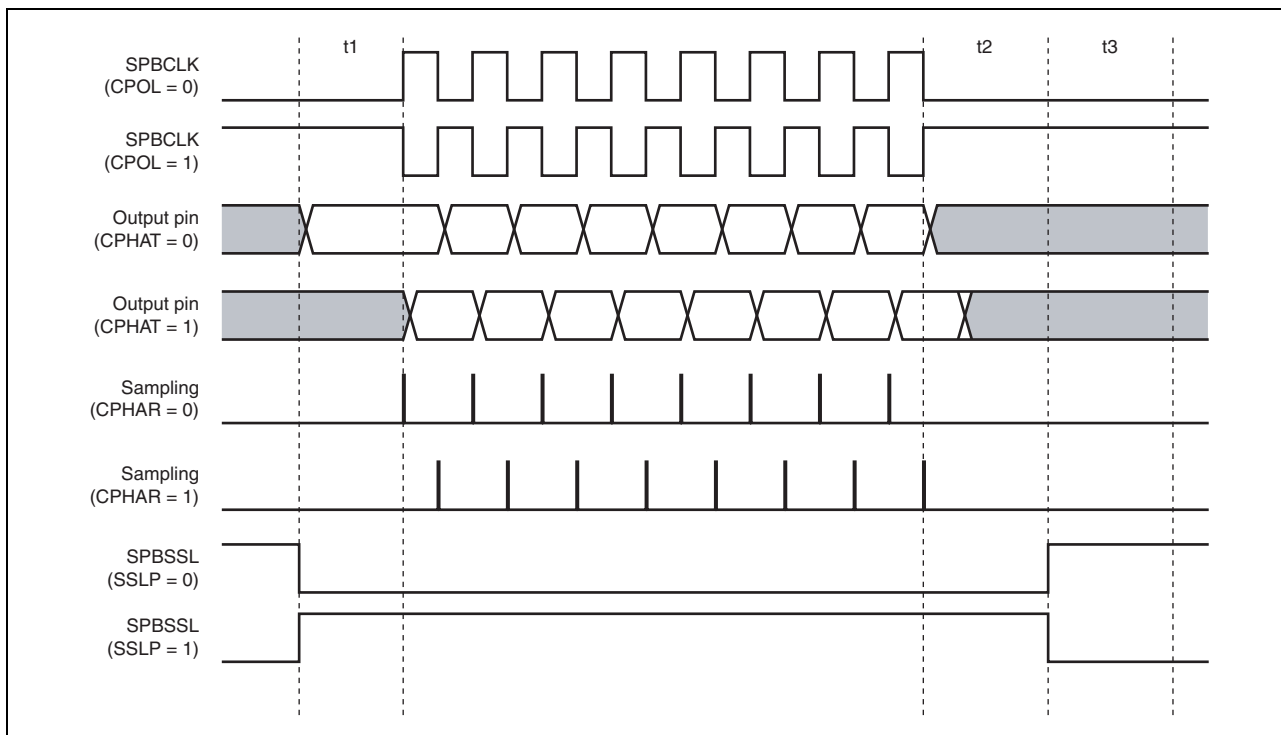 t1
t2
t3
SPBCLK
(CPOL = 0)
SPBCLK
(CPOL = 1)
Output pin
(CPHAT = 0)
Output pin
(CPHAT = 1)
Sampling
(CPHAR = 0)
Sampling
(CPHAR = 1)
SPBSSL
(SSLP = 0)
SPBSSL
(SSLP = 1)